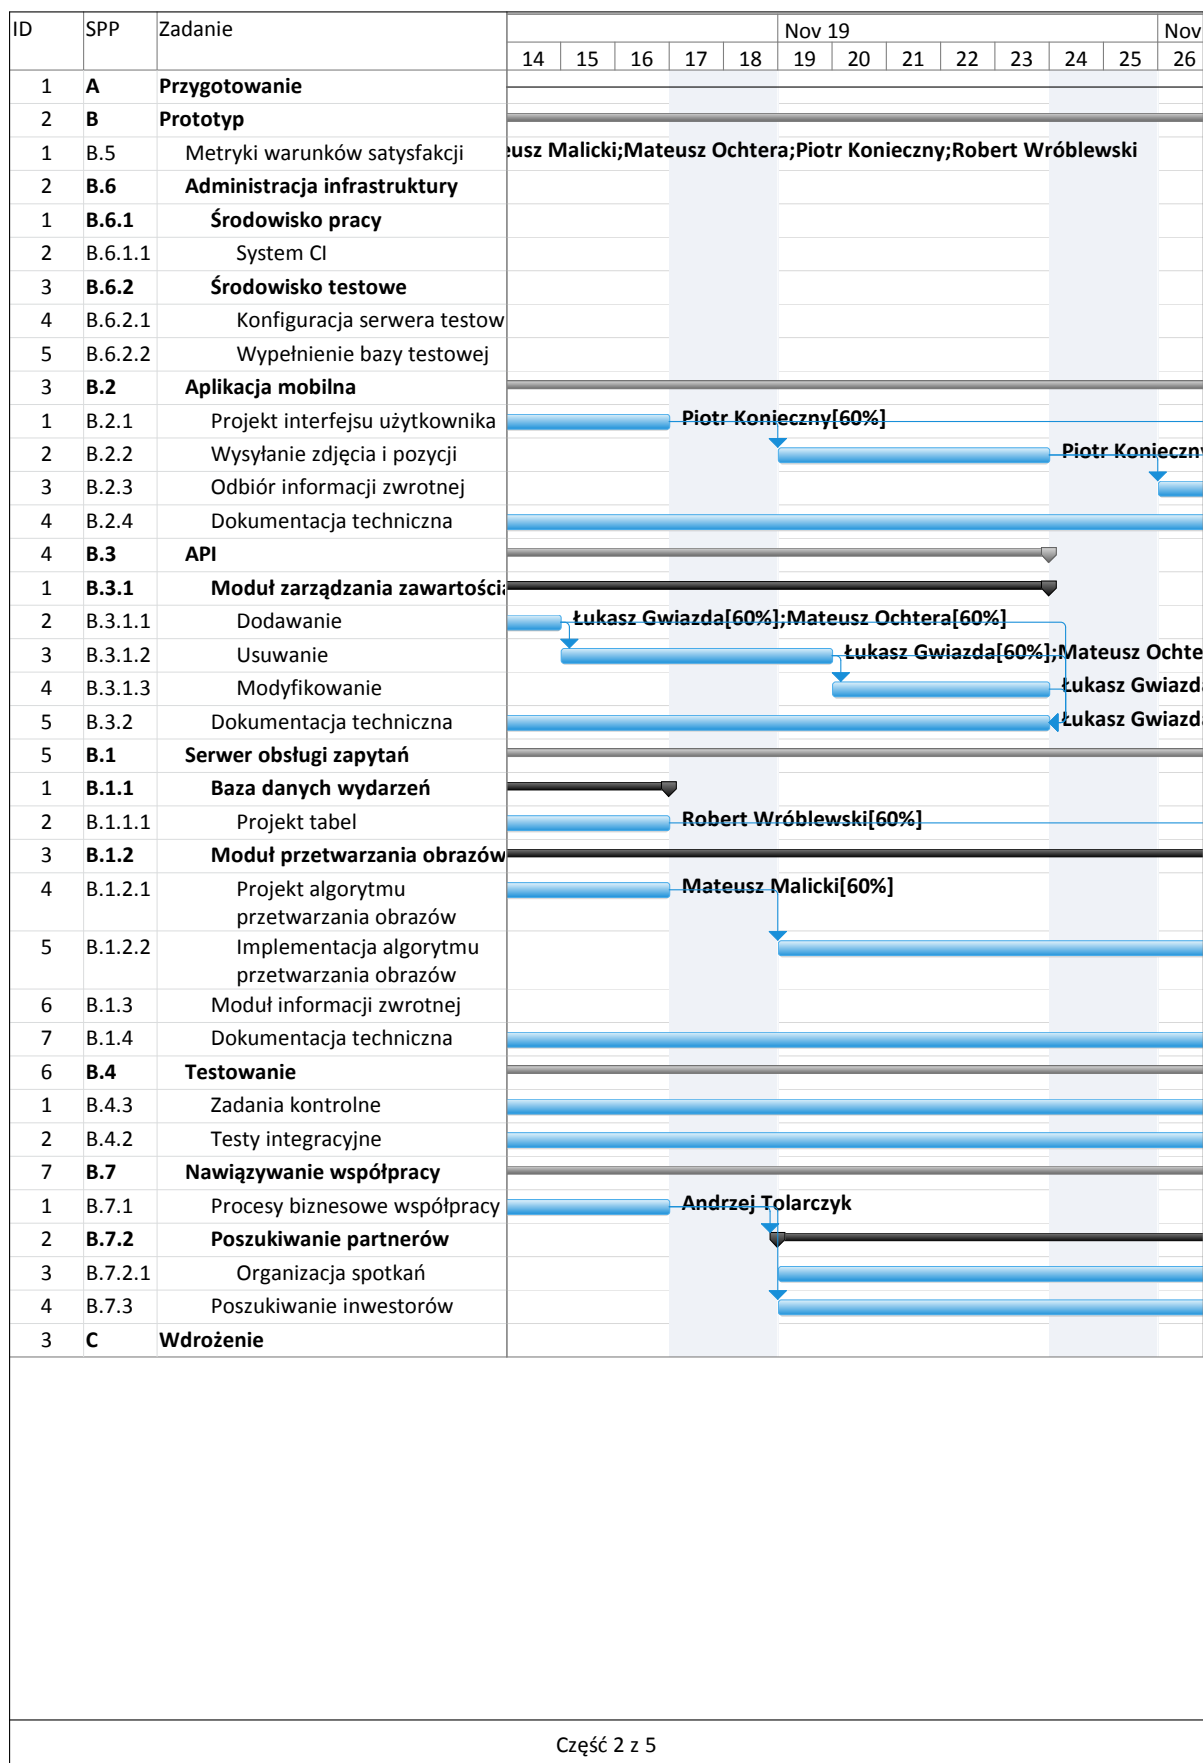 ID SPP Zadanie Nov 19 Nov
14 15 16 17 18 19 20 21 22 23 24 25 26
1 A Przygotowanie
2 B Prototyp
1 B.5 Metryki warunków satysfakcji eusz Malicki;Mateusz Ochtera;Piotr Konieczny;Robert Wróblewski
2 B.6 Administracja infrastruktury
1 B.6.1 Środowisko pracy
2 B.6.1.1 System CI
3 B.6.2 Środowisko testowe
4 B.6.2.1 Konfiguracja serwera testow
5 B.6.2.2 Wypełnienie bazy testowej
3 B.2 Aplikacja mobilna
1 B.2.1 Projekt interfejsu użytkownika Piotr Konieczny[60%]
2 B.2.2 Wysyłanie zdjęcia i pozycji Piotr Konieczny
3 B.2.3 Odbiór informacji zwrotnej
4 B.2.4 Dokumentacja techniczna
4 B.3 API
1 B.3.1 Moduł zarządzania zawartością
2 B.3.1.1 Dodawanie Łukasz Gwiazda[60%];Mateusz Ochtera[60%]
3 B.3.1.2 Usuwanie Łukasz Gwiazda[60%];Mateusz Ochte
4 B.3.1.3 Modyfikowanie Łukasz Gwiazda
5 B.3.2 Dokumentacja techniczna Łukasz Gwiazda
5 B.1 Serwer obsługi zapytań
1 B.1.1 Baza danych wydarzeń
2 B.1.1.1 Projekt tabel Robert Wróblewski[60%]
3 B.1.2 Moduł przetwarzania obrazów
4 B.1.2.1 Projekt algorytmu Mateusz Malicki[60%]
przetwarzania obrazów
5 B.1.2.2 Implementacja algorytmu
przetwarzania obrazów
6 B.1.3 Moduł informacji zwrotnej
7 B.1.4 Dokumentacja techniczna
6 B.4 Testowanie
1 B.4.3 Zadania kontrolne
2 B.4.2 Testy integracyjne
7 B.7 Nawiązywanie współpracy
1 B.7.1 Procesy biznesowe współpracy Andrzej Tolarczyk
2 B.7.2 Poszukiwanie partnerów
3 B.7.2.1 Organizacja spotkań
4 B.7.3 Poszukiwanie inwestorów
3 C Wdrożenie
Część 2 z 5